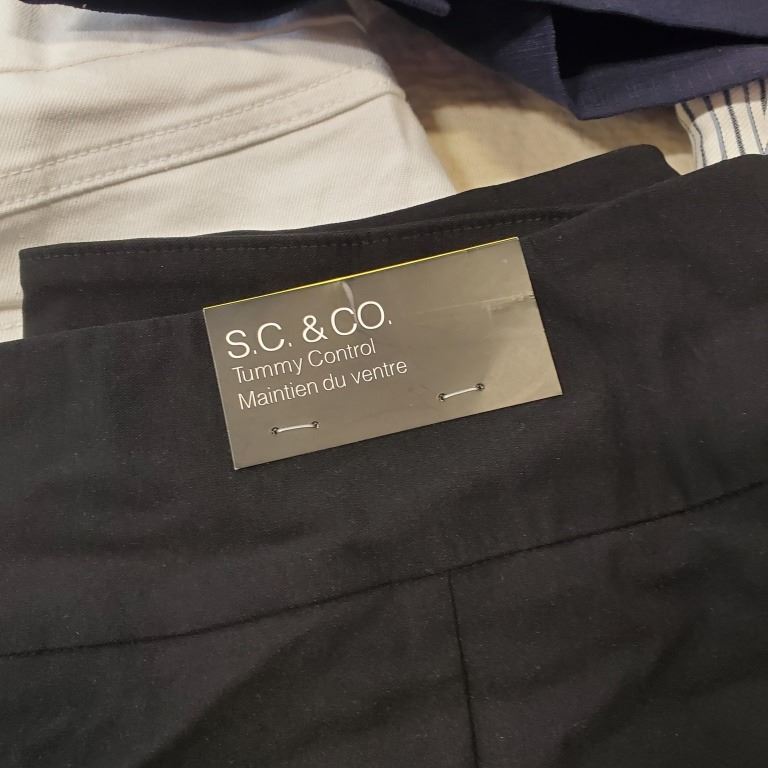 S.C. & CO.
Tummy Control
Maintien du ventre